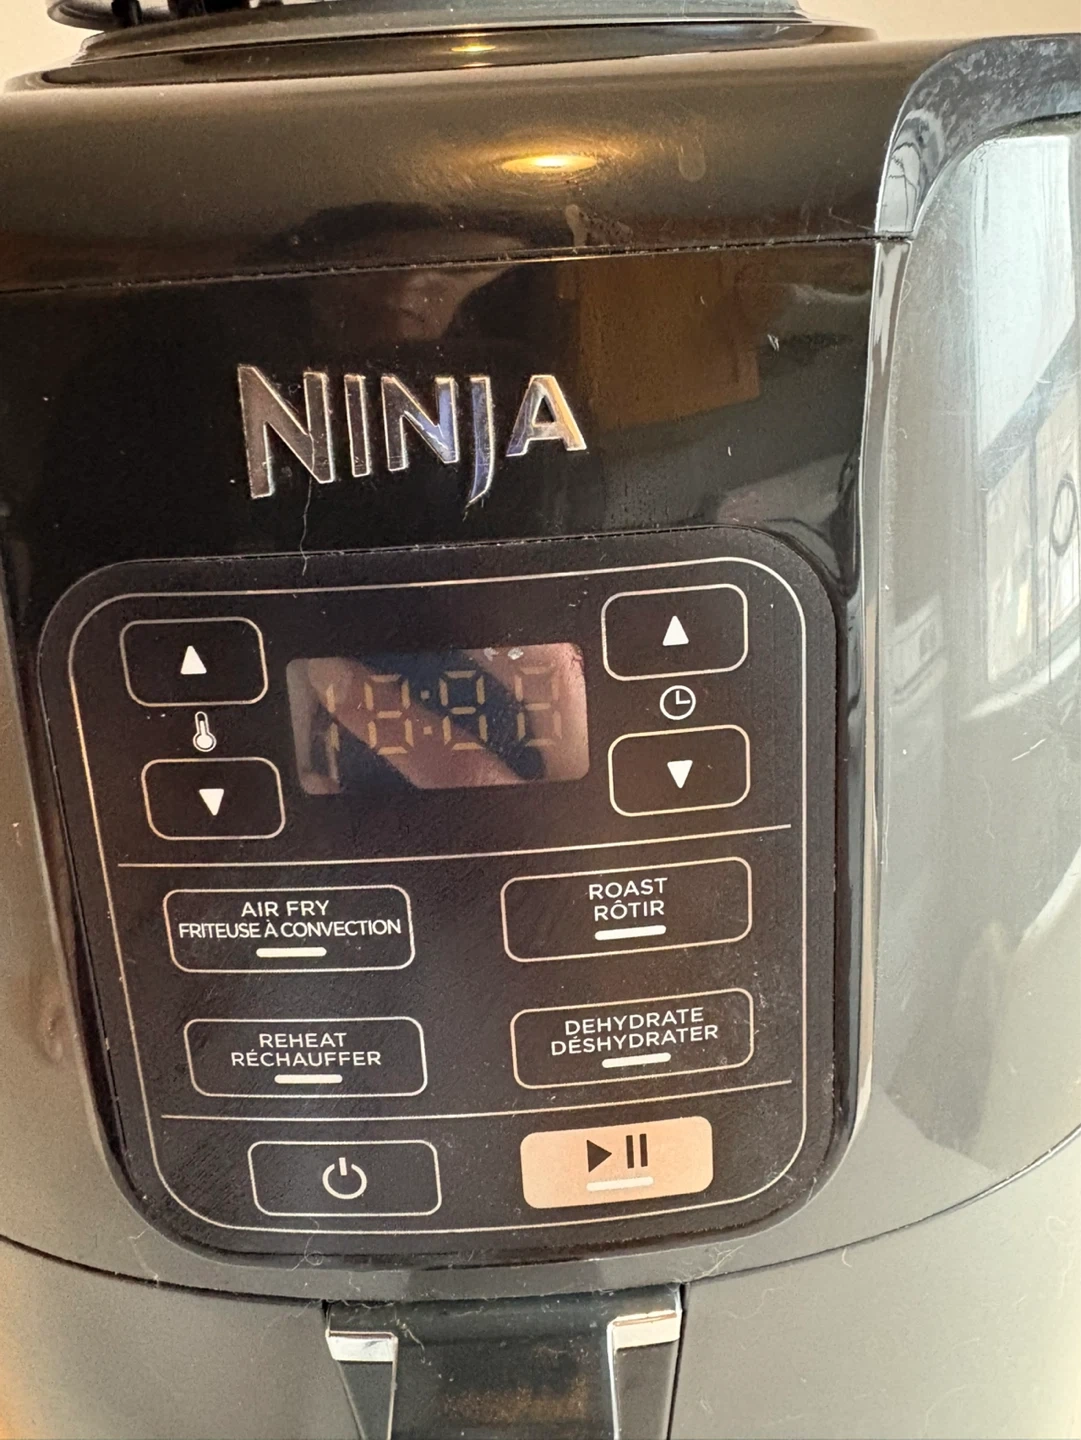 NINJA
AIR FRY
FRITEUSE À CONVECTION
ROAST
RÔTIR
REHEAT
RÉCHAUFFER
DEHYDRATE
DÉSHYDRATER